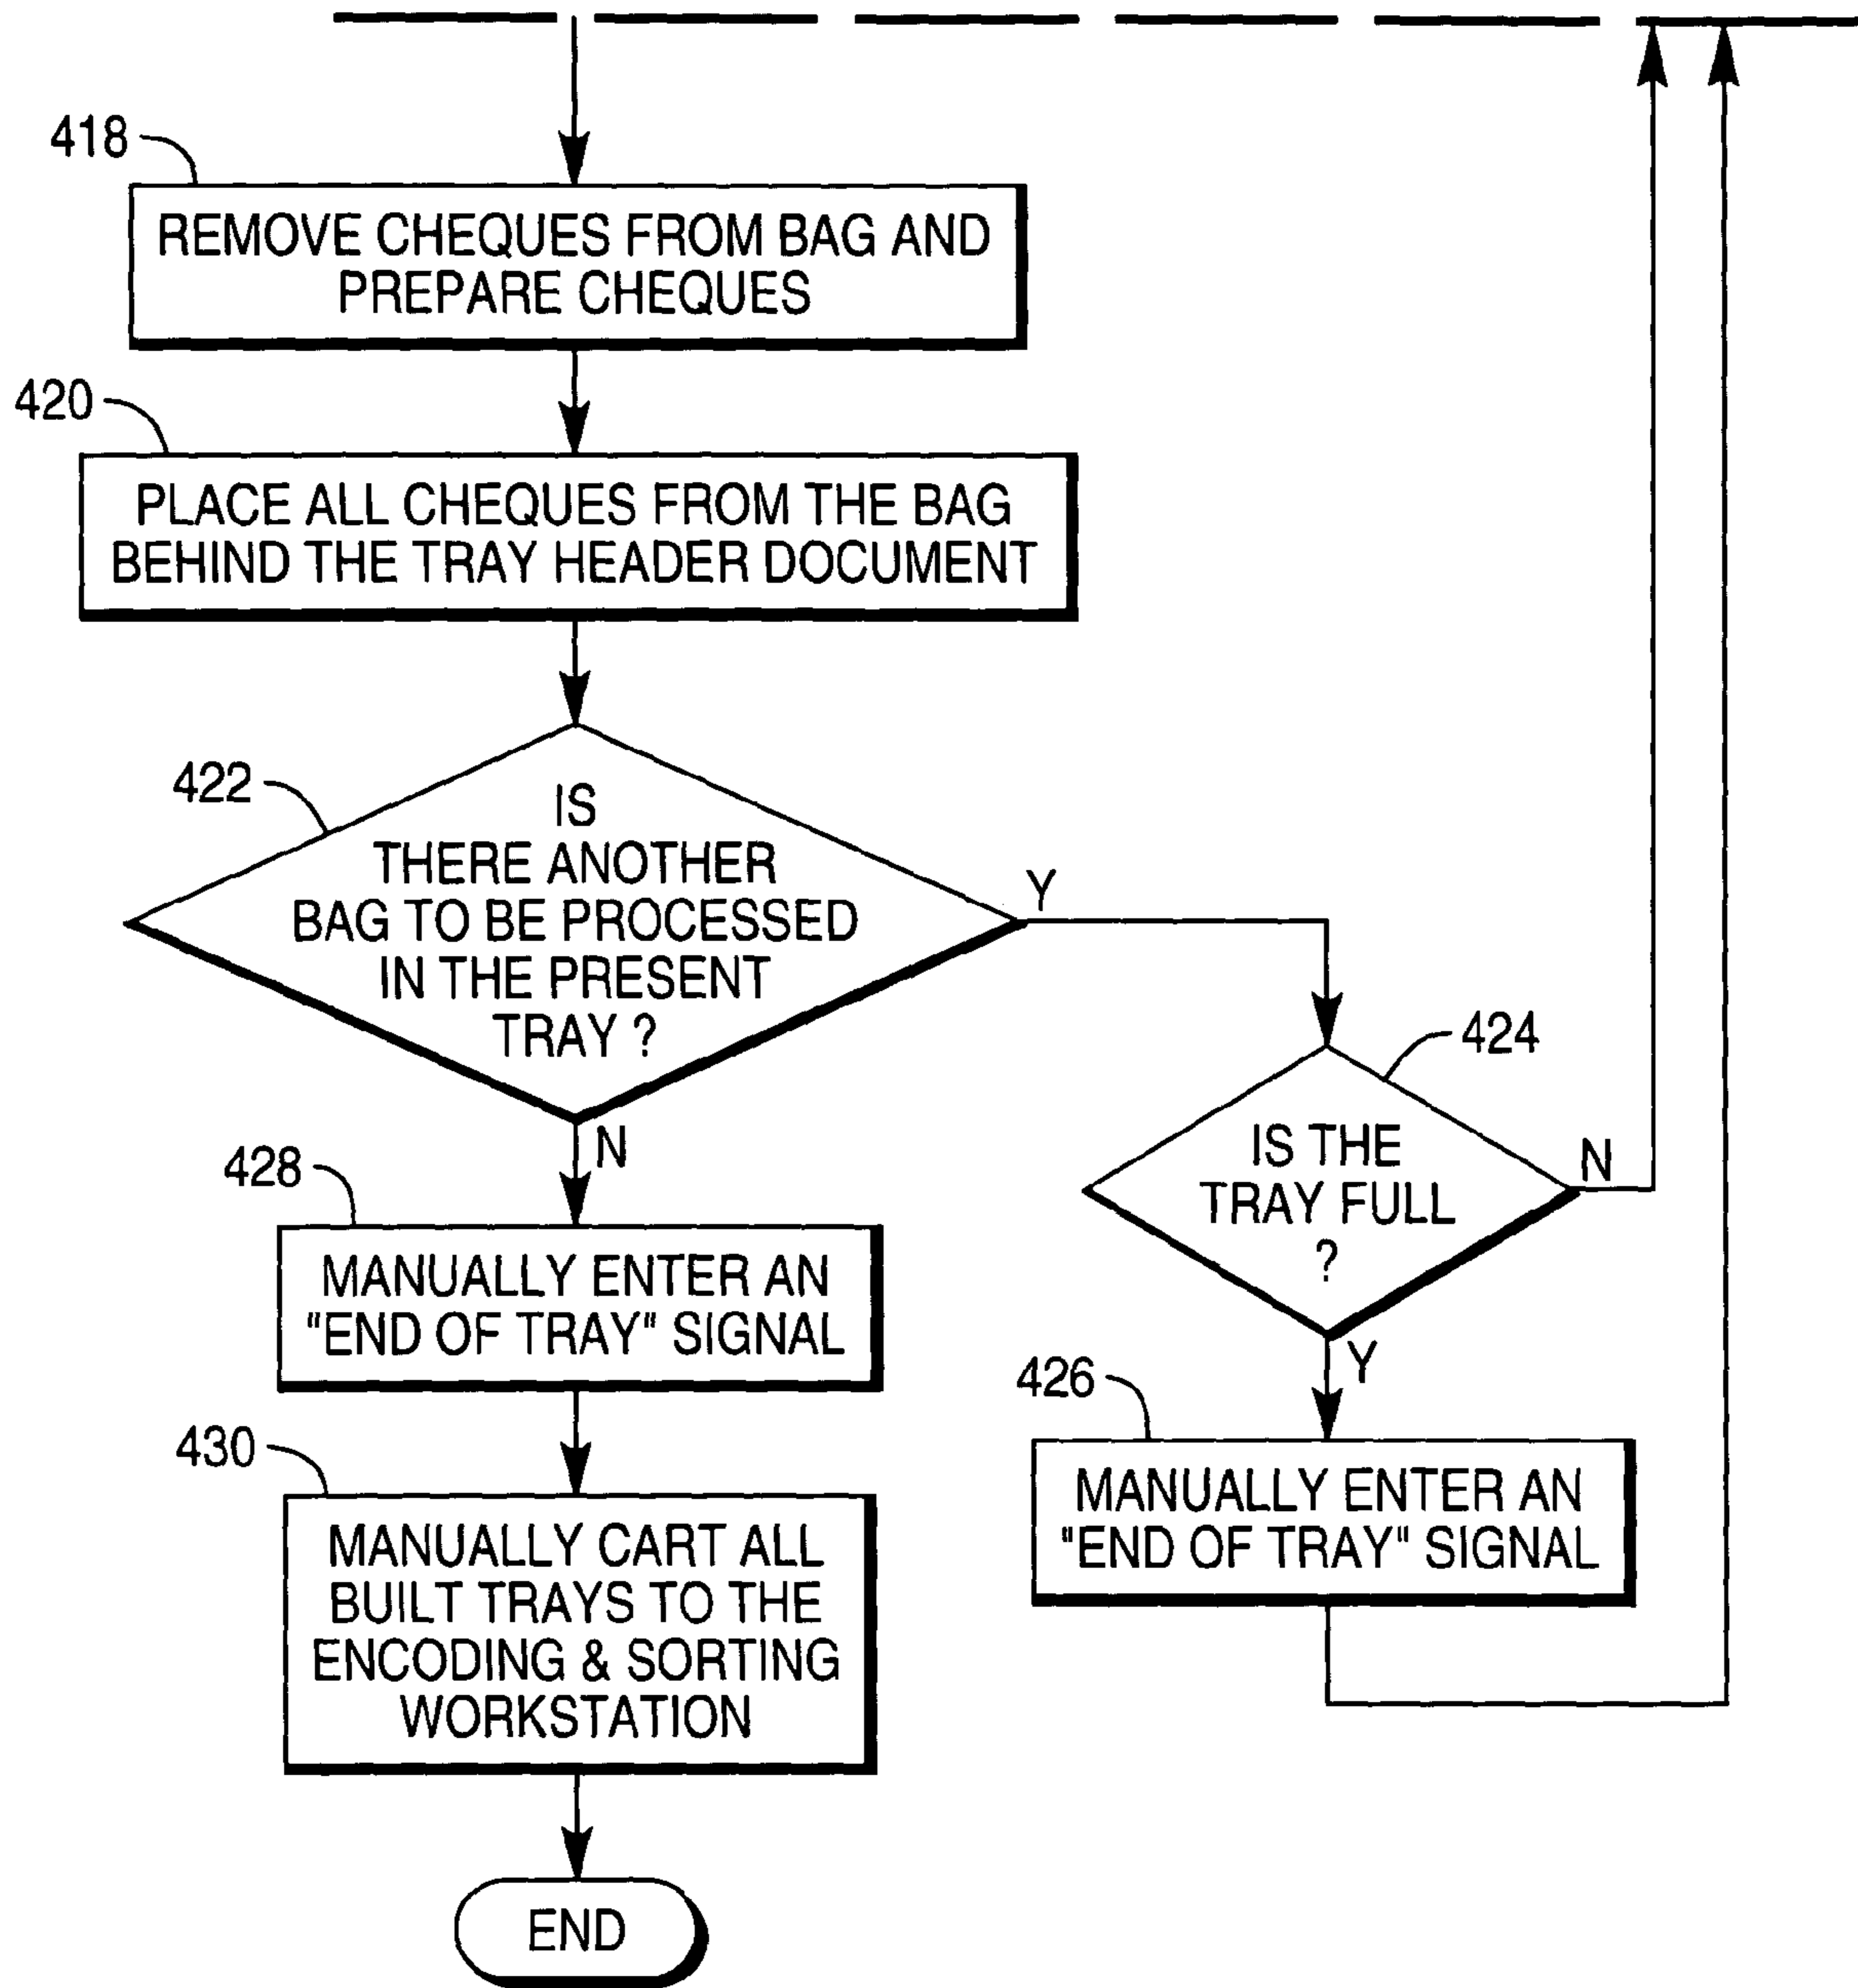 418
REMOVE CHEQUES FROM BAG AND
PREPARE CHEQUES
420
PLACE ALL CHEQUES FROM THE BAG
BEHIND THE TRAY HEADER DOCUMENT
422
IS
THERE ANOTHER
BAG TO BE PROCESSED
IN THE PRESENT
TRAY ?
Y
N
424
IS THE
TRAY FULL
?
N
Y
428
MANUALLY ENTER AN
"END OF TRAY" SIGNAL
426
MANUALLY ENTER AN
"END OF TRAY" SIGNAL
430
MANUALLY CART ALL
BUILT TRAYS TO THE
ENCODING & SORTING
WORKSTATION
END